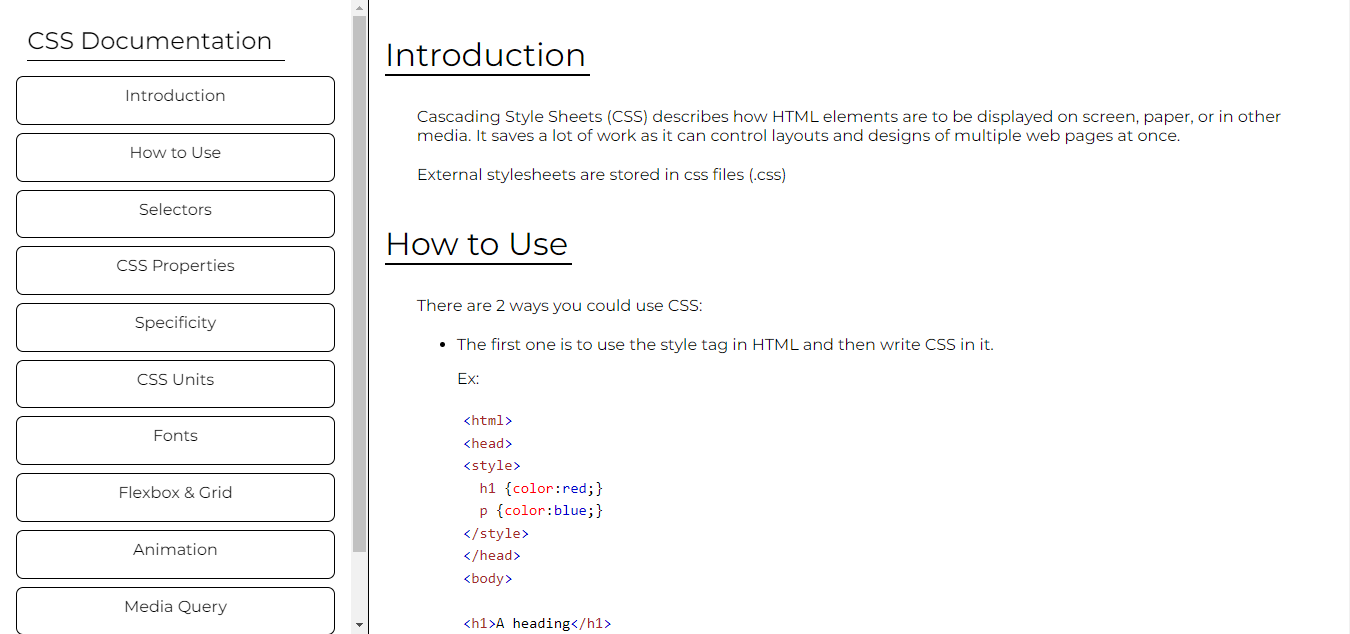 CSS Documentation
Introduction
How to Use
Selectors
CSS Properties
Specificity
CSS Units
Fonts
Flexbox & Grid
Animation
Media Query
Introduction
Cascading Style Sheets (CSS) describes how HTML elements are to be displayed on screen, paper, or in other
media. It saves a lot of work as it can control layouts and designs of multiple web pages at once.
External stylesheets are stored in css files (.css)
How to Use
There are 2 ways you could use CSS:
• The first one is to use the style tag in HTML and then write CSS in it.
Ex:
<html>
<head>
<style>
  h1 {color:red;}
  p {color:blue;}
</style>
</head>
<body>
<h1>A heading</h1>